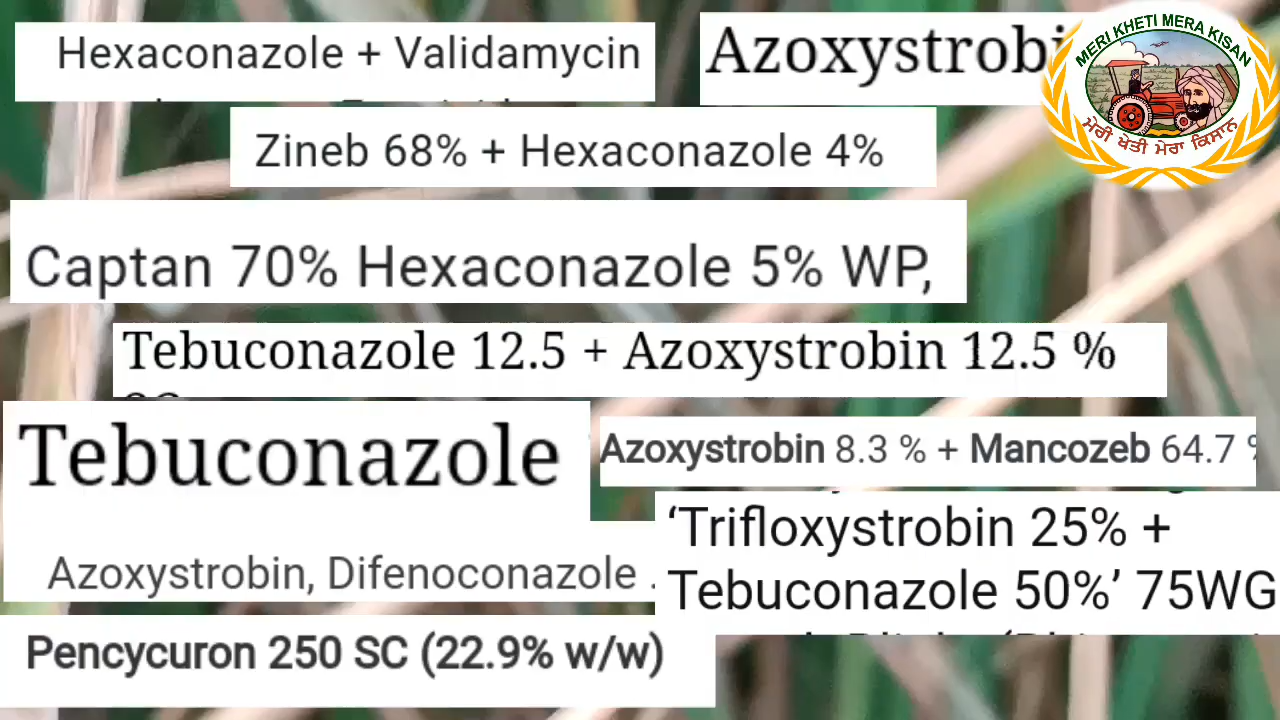 Hexaconazole + Validamycin
Azoxystrobi
MERI KHETI MERA KISAN
ਮੇਰੀ ਖੇਤੀ ਮੇਰਾ ਕਿਸਾਨ
Zineb 68% + Hexaconazole 4%
Captan 70% Hexaconazole 5% WP,
Tebuconazole 12.5 + Azoxystrobin 12.5 %
Tebuconazole
Azoxystrobin 8.3 % + Mancozeb 64.7 %
‘Trifloxystrobin 25% +
Tebuconazole 50%’ 75WG
Azoxystrobin, Difenoconazole .
Pencycuron 250 SC (22.9% w/w)